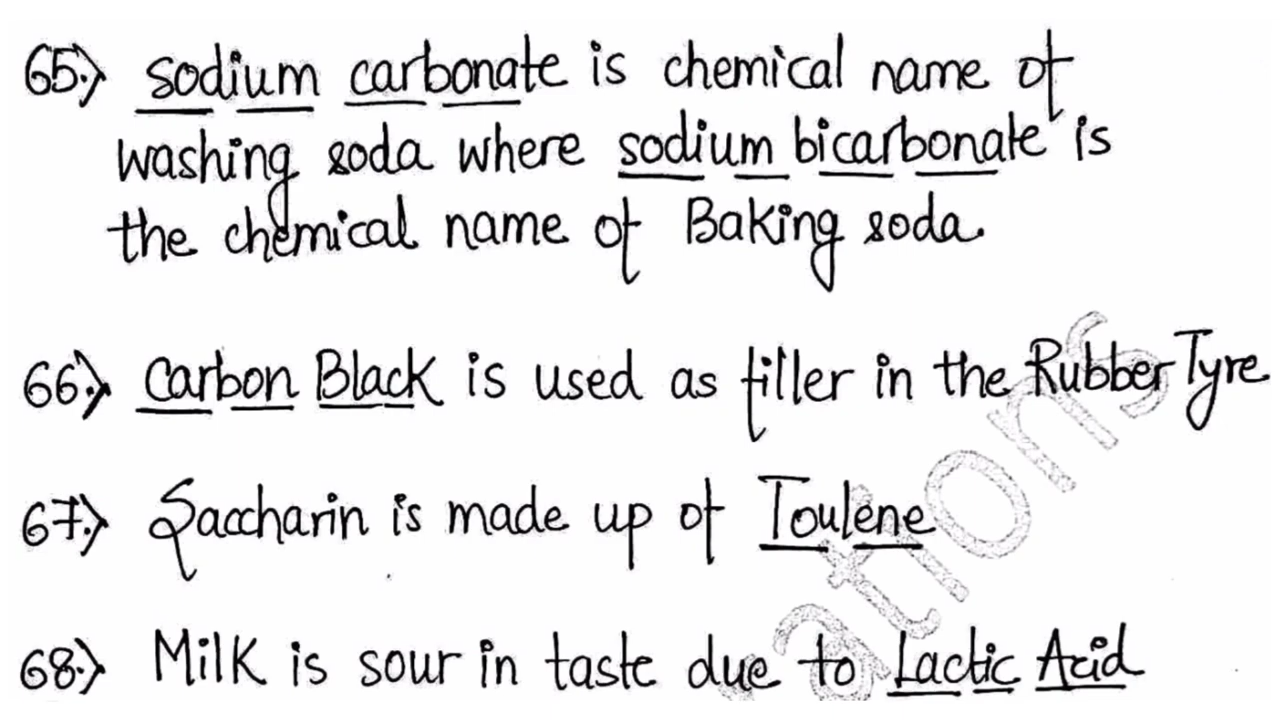 65.) sodium carbonate is chemical name of
washing soda where sodium bicarbonate is
the chemical name of Baking soda.
66.) Carbon Black is used as filler in the Rubber Tyre
67.) Saccharin is made up of Toulene
68.) Milk is sour in taste due to Lactic Acid
ations